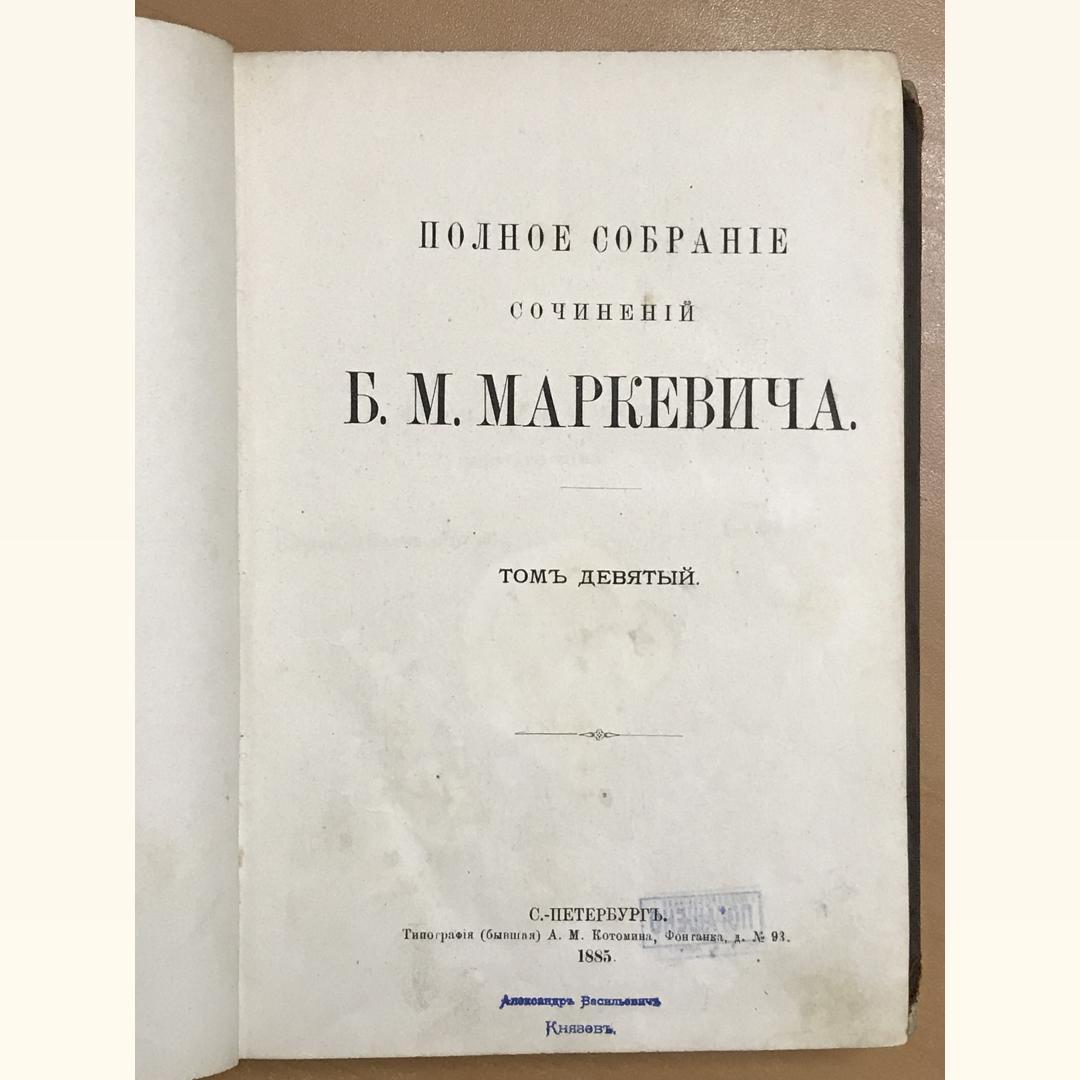 ПОЛНОЕ СОБРАНІЕ
СОЧИНЕНІЙ
Б. М. МАРКЕВИЧА.
ТОМЪ ДЕВЯТЫЙ.
С.-ПЕТЕРБУРГЪ.
Типографія (бывшая) А. М. Котомина, Фонтанка, д. № 93.
1885.
Александръ Васильевичъ
Князевъ.